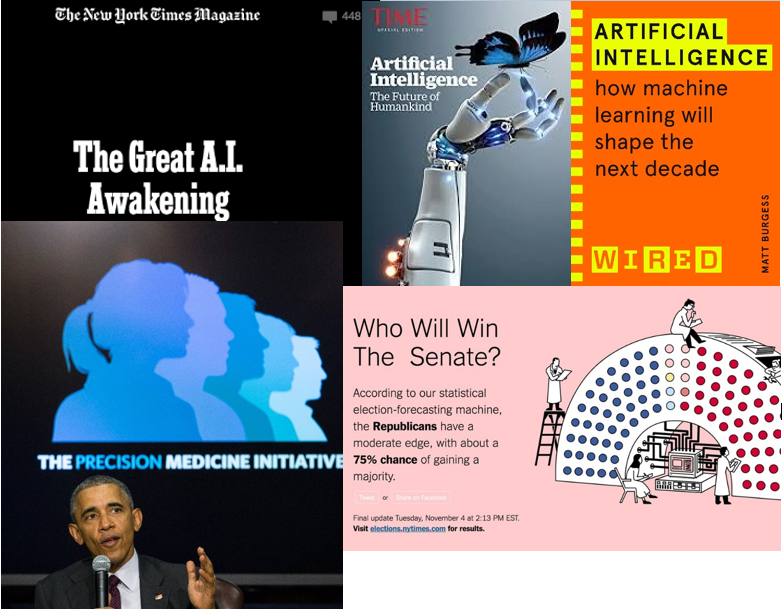 The New York Times Magazine
448
The Great A.I.
Awakening
TIME
SPECIAL EDITION
Artificial
Intelligence
The Future of
Humankind
ARTIFICIAL
INTELLIGENCE
how machine
learning will
shape the
next decade
MATT BURGESS
WIRED
THE PRECISION MEDICINE INITIATIVE
Who Will Win
The Senate?
According to our statistical
election-forecasting machine,
the Republicans have a
moderate edge, with about a
75% chance of gaining a
majority.
Tweet or Share on Facebook
Final update Tuesday, November 4 at 2:13 PM EST.
Visit elections.nytimes.com for results.